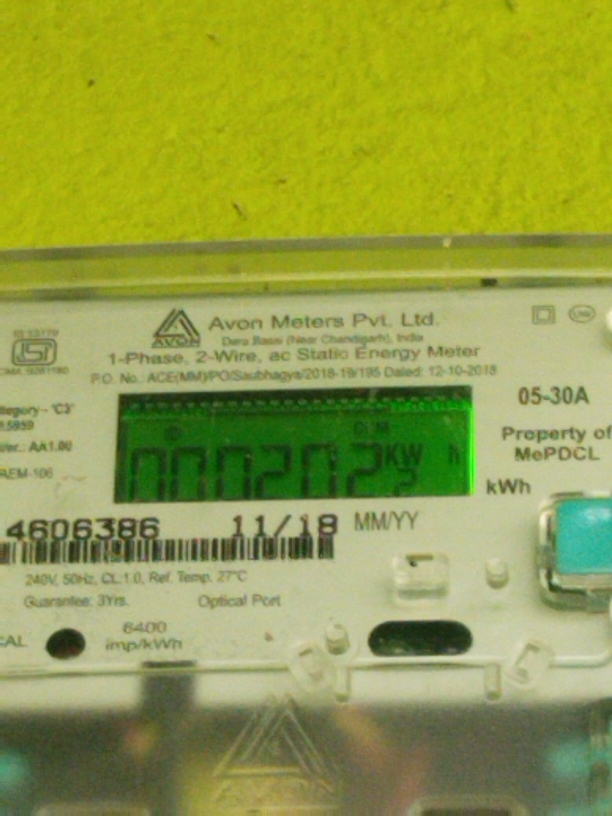 Avon Meters Pvt. Ltd.
AVON
Dera Bassi (Near Chandigarh), India
1-Phase, 2-Wire, ac Static Energy Meter
P.O. No.: ACE(MM)/PO/Saubhagya/2018-19/195 Dated: 12-10-2018
05-30A
Property of
MePDCL
000202
KW h
kWh
4606386 11/18 MM/YY
240V, 50Hz, CL.1.0, Ref. Temp. 27°C
Guarantee: 3Yrs. Optical Port
6400
imp/kWh
AVON